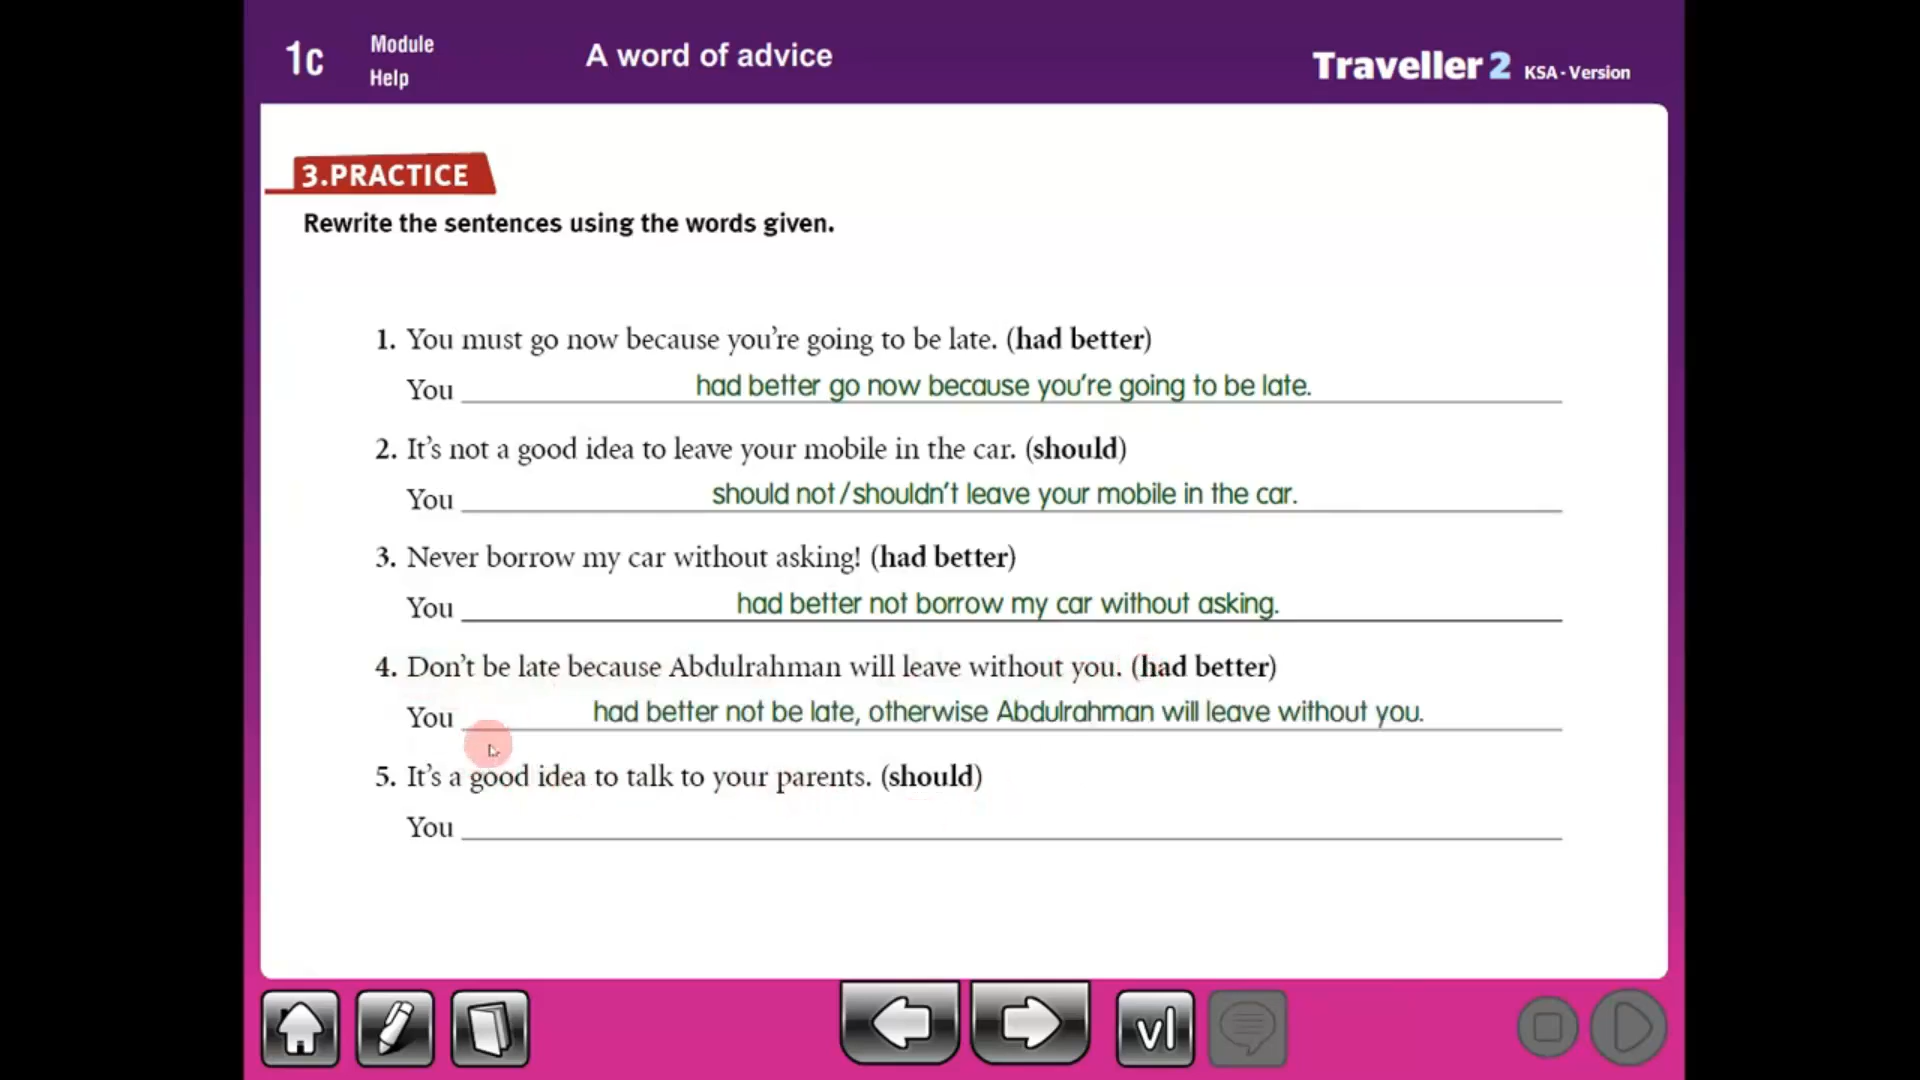 1c
Module
Help
A word of advice
Traveller 2 KSA - Version
3.PRACTICE
Rewrite the sentences using the words given.
1. You must go now because you're going to be late. (had better)
You had better go now because you're going to be late.
2. It's not a good idea to leave your mobile in the car. (should)
You should not/shouldn't leave your mobile in the car.
3. Never borrow my car without asking! (had better)
You had better not borrow my car without asking.
4. Don't be late because Abdulrahman will leave without you. (had better)
You had better not be late, otherwise Abdulrahman will leave without you.
5. It's a good idea to talk to your parents. (should)
You
vl